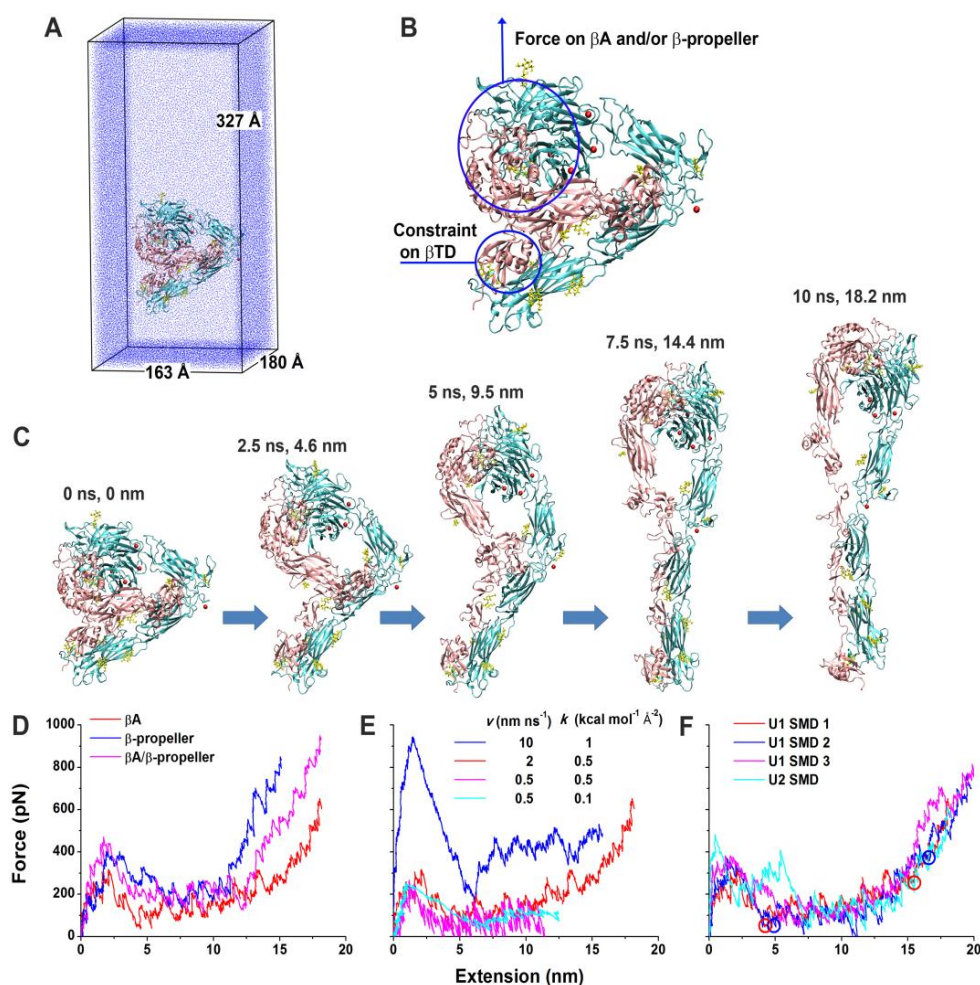 A
327 Å
163 Å
180 Å
B
Force on βA and/or β-propeller
Constraint
on βTD
C
0 ns, 0 nm
2.5 ns, 4.6 nm
5 ns, 9.5 nm
7.5 ns, 14.4 nm
10 ns, 18.2 nm
D
1000
800
600
400
200
0
Force (pN)
βA
β-propeller
βA/β-propeller
0 5 10 15 20
E
v (nm ns⁻¹) k (kcal mol⁻¹ Å⁻²)
10 1
2 0.5
0.5 0.5
0.5 0.1
0 5 10 15 20
Extension (nm)
F
U1 SMD 1
U1 SMD 2
U1 SMD 3
U2 SMD
0 5 10 15 20